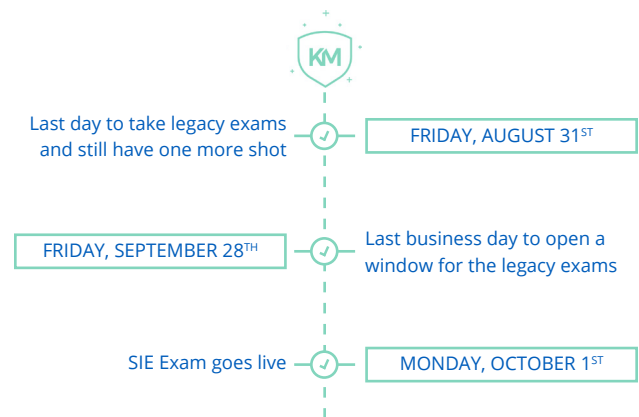 KM
Last day to take legacy exams
and still have one more shot
FRIDAY, AUGUST 31ST
FRIDAY, SEPTEMBER 28TH
Last business day to open a
window for the legacy exams
SIE Exam goes live
MONDAY, OCTOBER 1ST